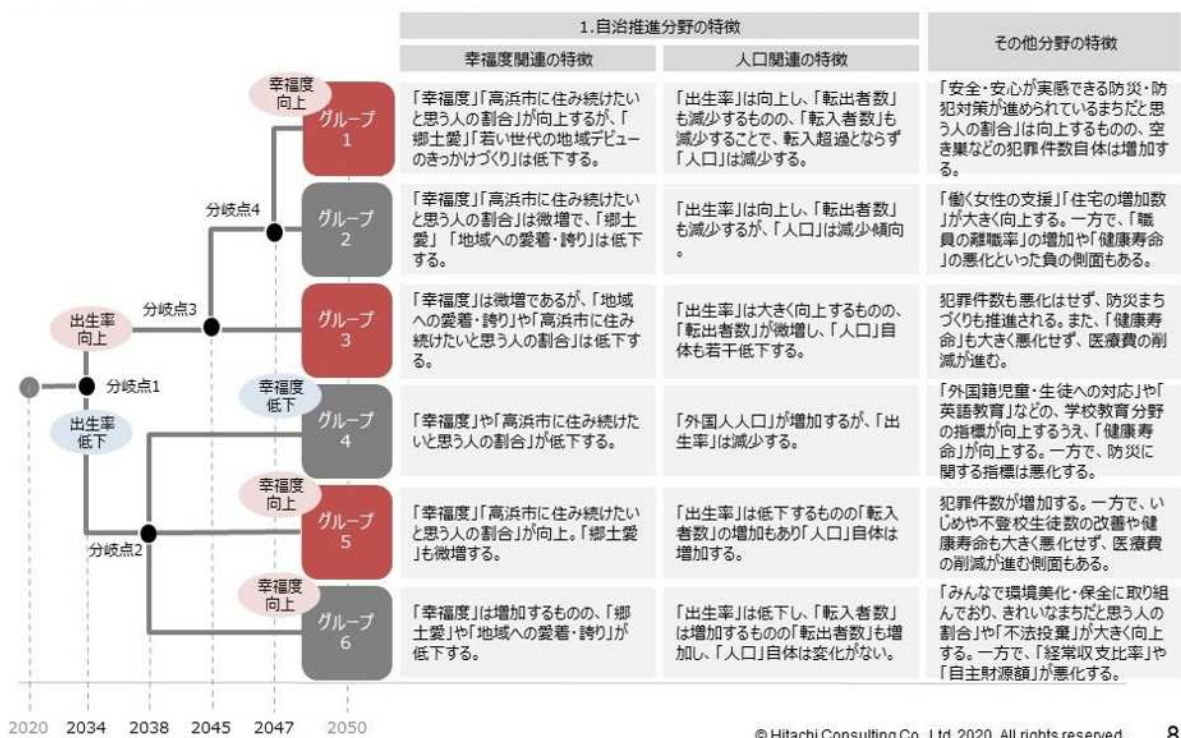 1.自治推進分野の特徴
その他分野の特徴
幸福度関連の特徴
人口関連の特徴
幸福度
向上
グループ
1
「幸福度」「高浜市に住み続けたい
と思う人の割合」が向上するが、「
郷土愛」「若い世代の地域デビュー
のきっかけづくり」は低下する。
「出生率」は向上し、「転出者数」
も減少するものの、「転入者数」も
減少することで、転入超過とならず
「人口」は減少する。
「安全・安心が実感できる防災・防
犯対策が進められているまちだと思
う人の割合」は向上するものの、空
き巣などの犯罪件数自体は増加す
る。
分岐点4
グループ
2
「幸福度」「高浜市に住み続けたい
と思う人の割合」は微増で、「郷土
愛」 「地域への愛着・誇り」は低下
する。
「出生率」は向上し、「転出者数」
も減少するが、「人口」は減少傾向
。
「働く女性の支援」「住宅の増加数
」が大きく向上する。一方で、「職
員の離職率」の増加や「健康寿命
」の悪化といった負の側面もある。
出生率
向上
分岐点3
グループ
3
「幸福度」は微増であるが、「地域
への愛着・誇り」や「高浜市に住み
続けたいと思う人の割合」は低下す
る。
「出生率」は大きく向上するものの、
「転出者数」が微増し、「人口」自
体も若干低下する。
犯罪件数も悪化はせず、防災まち
づくりも推進される。また、「健康寿
命」も大きく悪化せず、医療費の削
減が進む。
分岐点1
出生率
低下
幸福度
低下
グループ
4
「幸福度」や「高浜市に住み続けた
いと思う人の割合」が低下する。
「外国人人口」が増加するが、「出
生率」は減少する。
「外国籍児童・生徒への対応」や「
英語教育」などの、学校教育分野
の指標が向上するうえ、「健康寿
命」が向上する。一方で、防災に
関する指標は悪化する。
分岐点2
幸福度
向上
グループ
5
「幸福度」「高浜市に住み続けたい
と思う人の割合」が向上。「郷土愛
」も微増する。
「出生率」は低下するものの「転入
者数」の増加もあり「人口」自体は
増加する。
犯罪件数が増加する。一方で、い
じめや不登校生徒数の改善や健
康寿命も大きく悪化せず、医療費
の削減が進む側面もある。
幸福度
向上
グループ
6
「幸福度」は増加するものの、「郷
土愛」や「地域への愛着・誇り」が
低下する。
「出生率」は低下し、「転入者数」
は増加するものの「転出者数」も増
加し、「人口」自体は変化がない。
「みんなで環境美化・保全に取り組
んでおり、きれいなまちだと思う人の
割合」や「不法投棄」が大きく向上
する。一方で、「経常収支比率」や
「自主財源額」が悪化する。
2020 2034 2038 2045 2047 2050
© Hitachi Consulting Co., Ltd. 2020. All rights reserved. 8